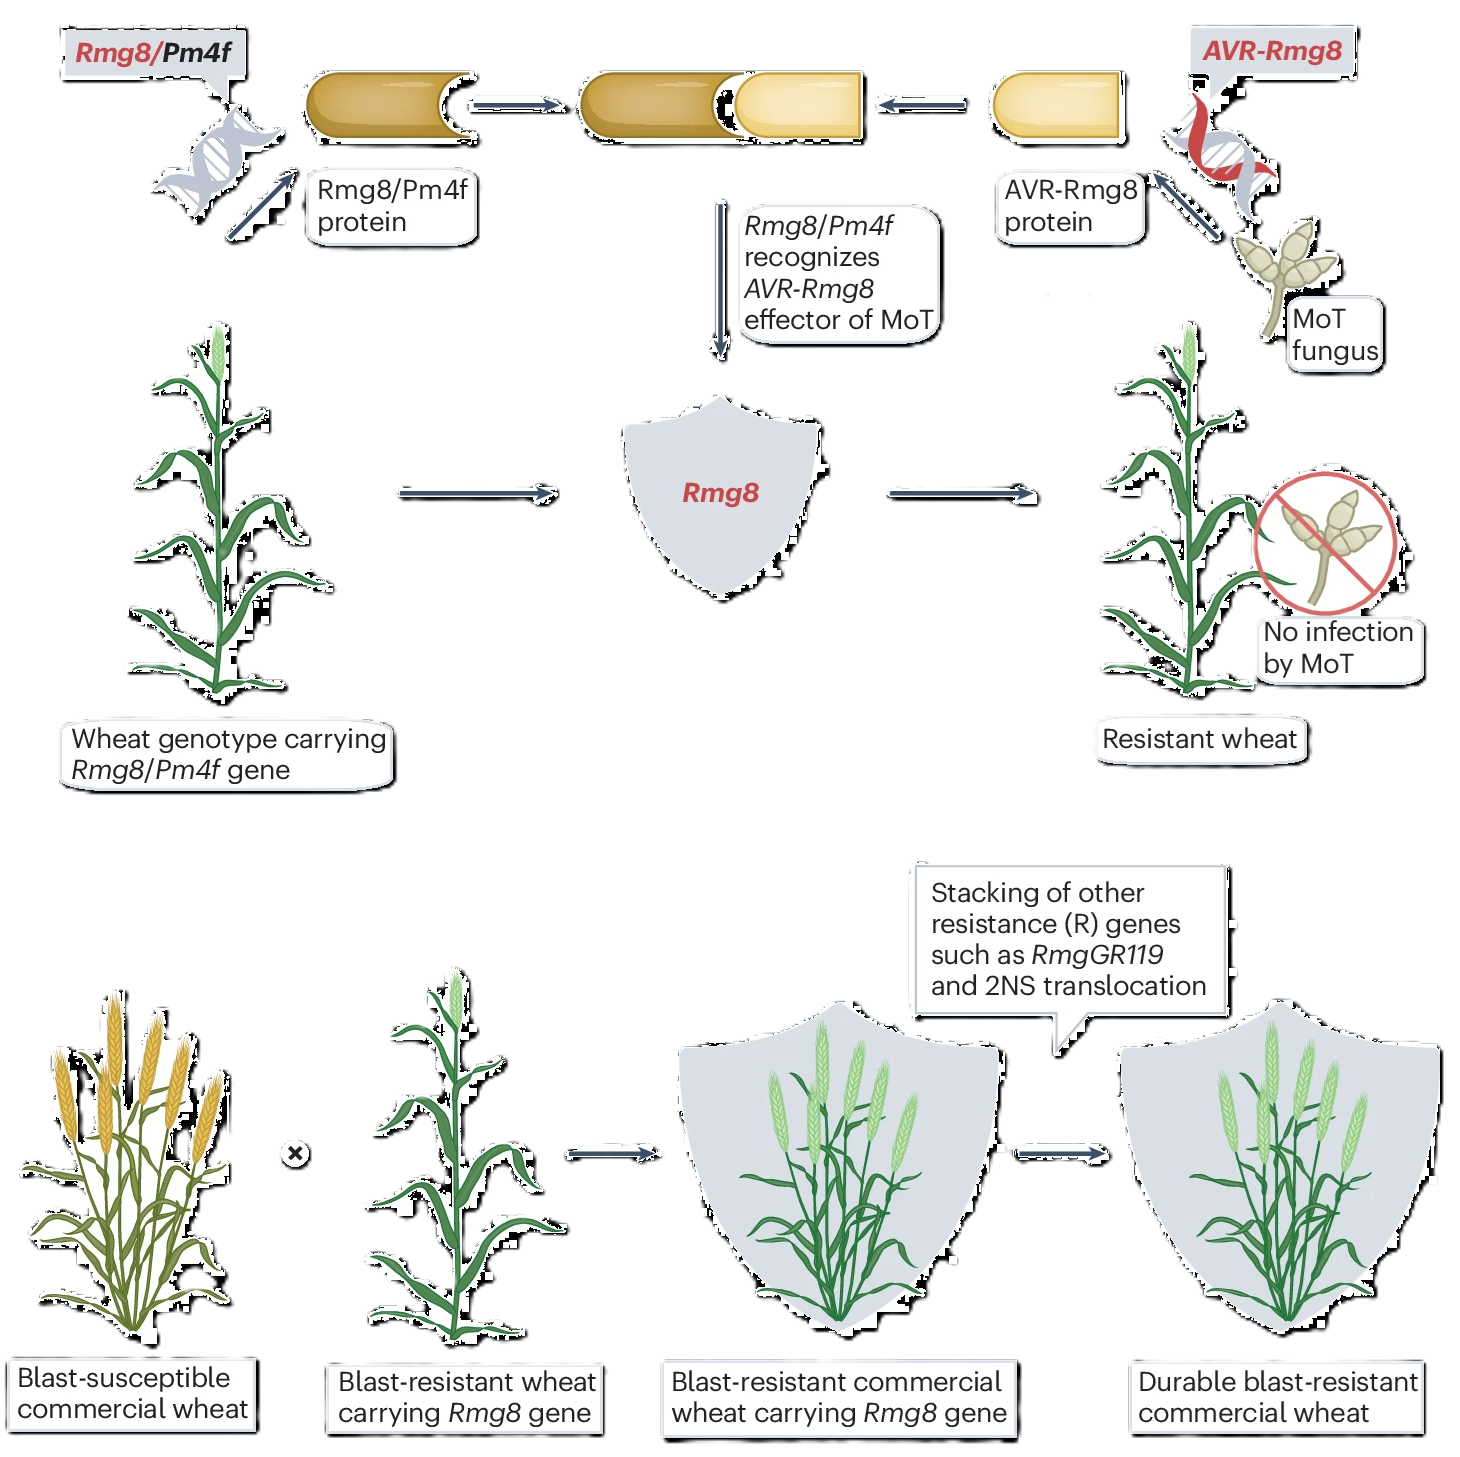 Rmg8/Pm4f
AVR-Rmg8
Rmg8/Pm4f
protein
AVR-Rmg8
protein
Rmg8/Pm4f
recognizes
AVR-Rmg8
effector of MoT
MoT
fungus
Rmg8
No infection
by MoT
Wheat genotype carrying
Rmg8/Pm4f gene
Resistant wheat
Stacking of other
resistance (R) genes
such as RmgGR119
and 2NS translocation
×
Blast-susceptible
commercial wheat
Blast-resistant wheat
carrying Rmg8 gene
Blast-resistant commercial
wheat carrying Rmg8 gene
Durable blast-resistant
commercial wheat